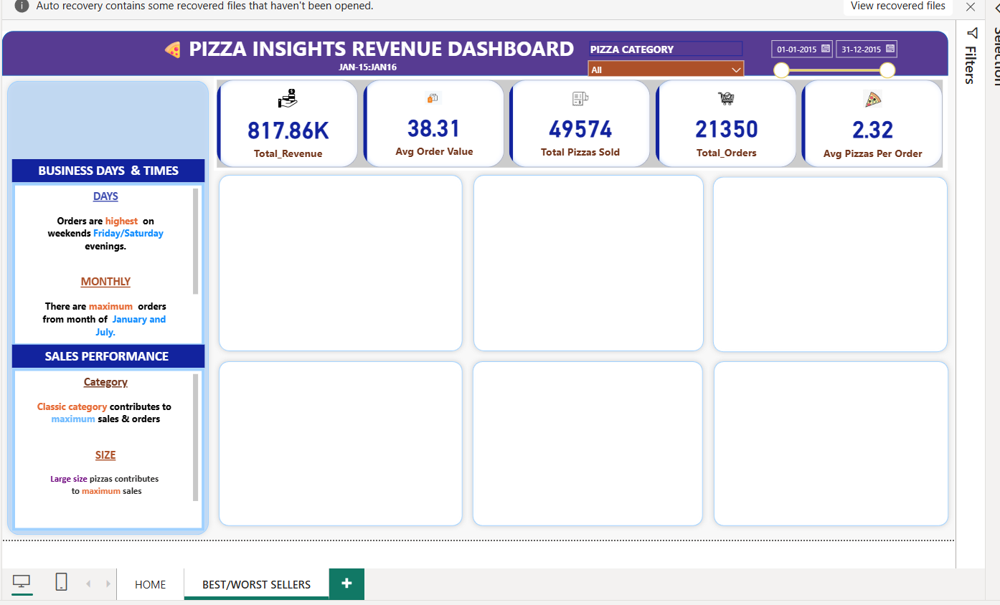 Auto recovery contains some recovered files that haven't been opened.
View recovered files
PIZZA INSIGHTS REVENUE DASHBOARD
JAN-15:JAN16
PIZZA CATEGORY
All
01-01-2015
31-12-2015
Filters
Selection
817.86K
Total_Revenue
38.31
Avg Order Value
49574
Total Pizzas Sold
21350
Total_Orders
2.32
Avg Pizzas Per Order
BUSINESS DAYS & TIMES
DAYS
Orders are highest on
weekends Friday/Saturday
evenings.
MONTHLY
There are maximum orders
from month of January and
July.
SALES PERFORMANCE
Category
Classic category contributes to
maximum sales & orders
SIZE
Large size pizzas contributes
to maximum sales
HOME
BEST/WORST SELLERS